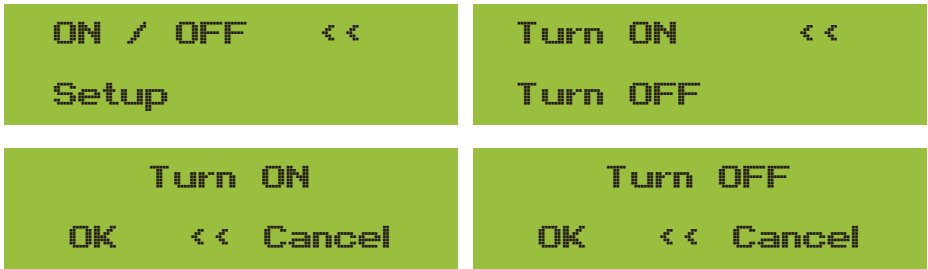 ON / OFF <<
Setup
Turn ON <<
Turn OFF
Turn ON
OK << Cancel
Turn OFF
OK << Cancel